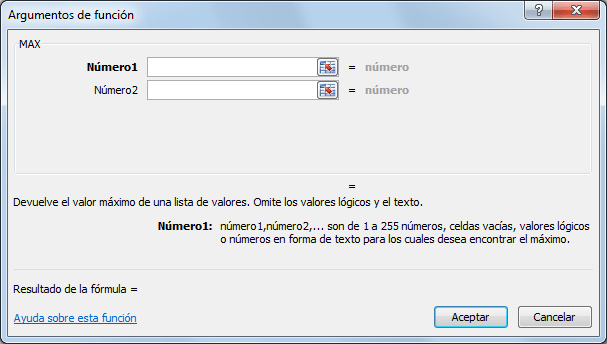 Argumentos de función
MAX
Número1 = número
Número2 = número
=
Devuelve el valor máximo de una lista de valores. Omite los valores lógicos y el texto.
Número1: número1,número2,... son de 1 a 255 números, celdas vacías, valores lógicos
o números en forma de texto para los cuales desea encontrar el máximo.
Resultado de la fórmula =
Ayuda sobre esta función
Aceptar
Cancelar